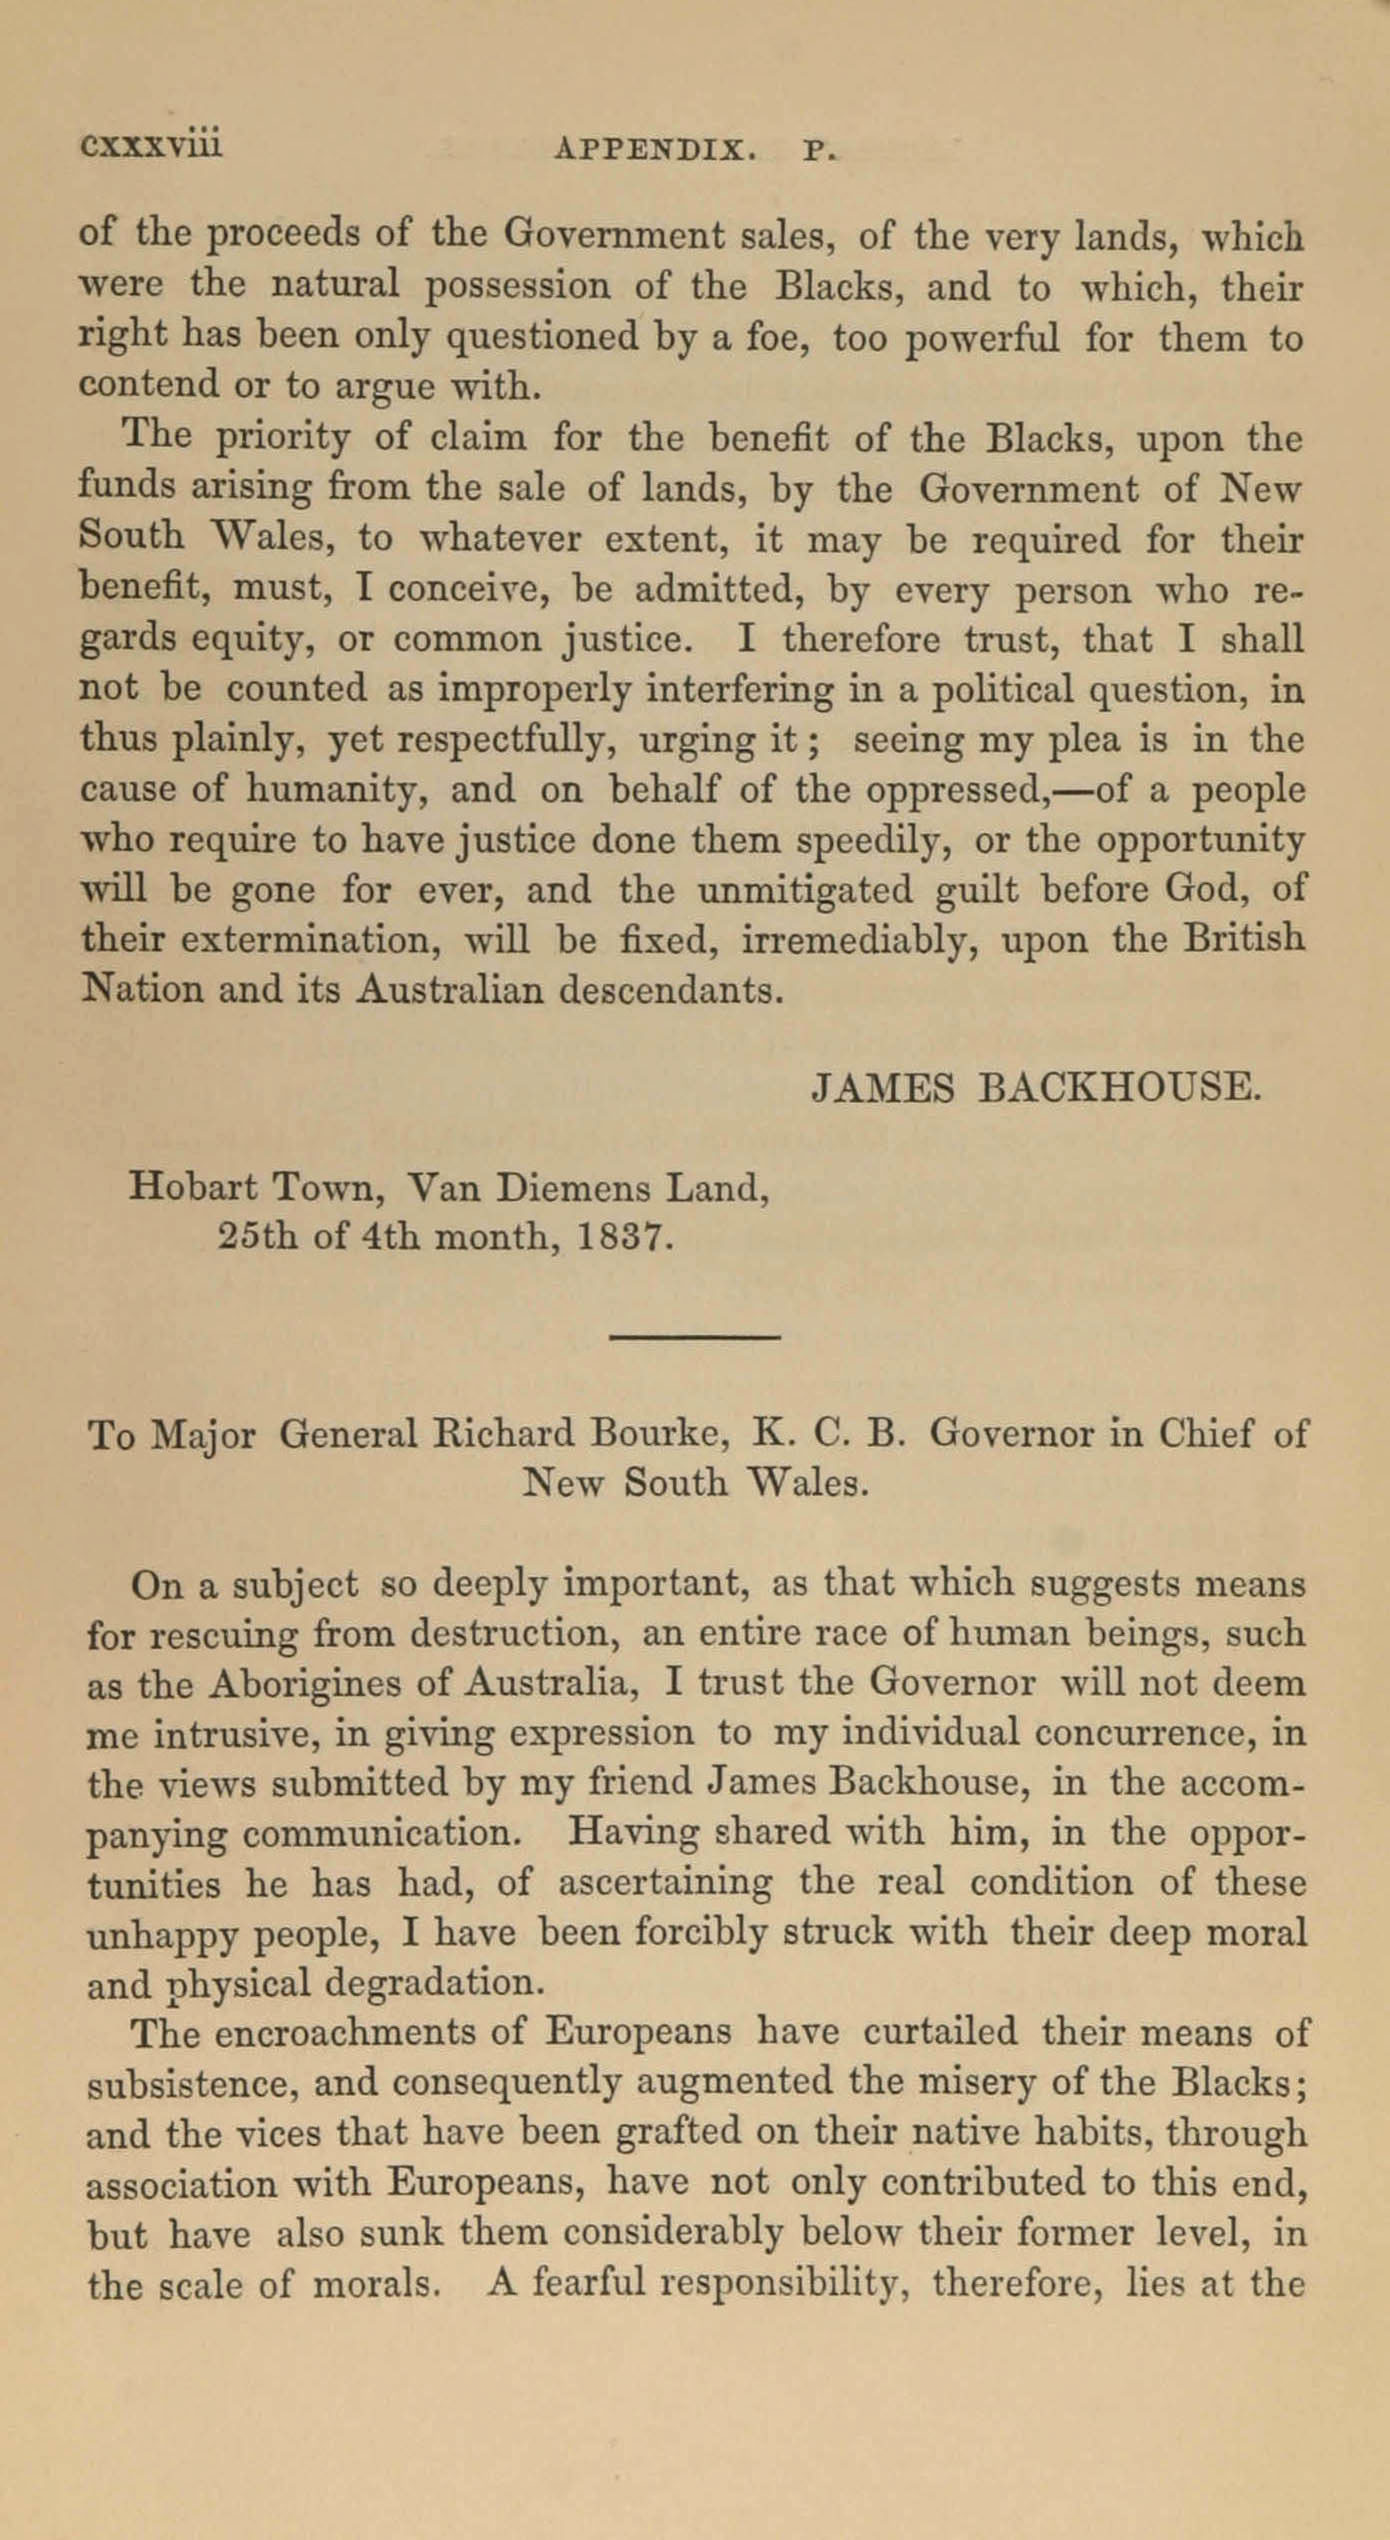 cxxxviii APPENDIX. P.
of the proceeds of the Government sales, of the very lands, which
were the natural possession of the Blacks, and to which, their
right has been only questioned by a foe, too powerful for them to
contend or to argue with.
The priority of claim for the benefit of the Blacks, upon the
funds arising from the sale of lands, by the Government of New
South Wales, to whatever extent, it may be required for their
benefit, must, I conceive, be admitted, by every person who re-
gards equity, or common justice. I therefore trust, that I shall
not be counted as improperly interfering in a political question, in
thus plainly, yet respectfully, urging it; seeing my plea is in the
cause of humanity, and on behalf of the oppressed,—of a people
who require to have justice done them speedily, or the opportunity
will be gone for ever, and the unmitigated guilt before God, of
their extermination, will be fixed, irremediably, upon the British
Nation and its Australian descendants.
JAMES BACKHOUSE.
Hobart Town, Van Diemens Land,
25th of 4th month, 1837.
To Major General Richard Bourke, K. C. B. Governor in Chief of
New South Wales.
On a subject so deeply important, as that which suggests means
for rescuing from destruction, an entire race of human beings, such
as the Aborigines of Australia, I trust the Governor will not deem
me intrusive, in giving expression to my individual concurrence, in
the views submitted by my friend James Backhouse, in the accom-
panying communication. Having shared with him, in the oppor-
tunities he has had, of ascertaining the real condition of these
unhappy people, I have been forcibly struck with their deep moral
and physical degradation.
The encroachments of Europeans have curtailed their means of
subsistence, and consequently augmented the misery of the Blacks;
and the vices that have been grafted on their native habits, through
association with Europeans, have not only contributed to this end,
but have also sunk them considerably below their former level, in
the scale of morals. A fearful responsibility, therefore, lies at the